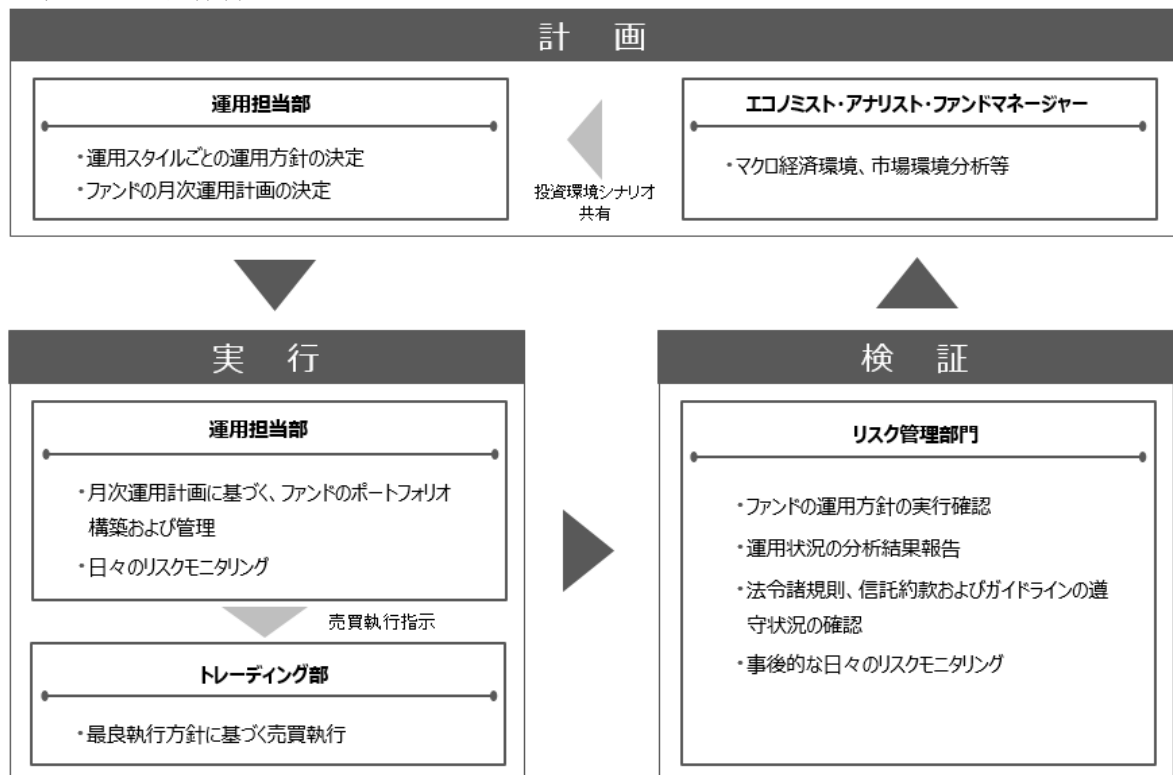 計 画
運用担当部
・運用スタイルごとの運用方針の決定
・ファンドの月次運用計画の決定
投資環境シナリオ
共有
エコノミスト・アナリスト・ファンドマネージャー
・マクロ経済環境、市場環境分析等
実 行
運用担当部
・月次運用計画に基づく、ファンドのポートフォリオ
構築および管理
・日々のリスクモニタリング
売買執行指示
トレーディング部
・最良執行方針に基づく売買執行
検 証
リスク管理部門
・ファンドの運用方針の実行確認
・運用状況の分析結果報告
・法令諸規則、信託約款およびガイドラインの遵
守状況の確認
・事後的な日々のリスクモニタリング